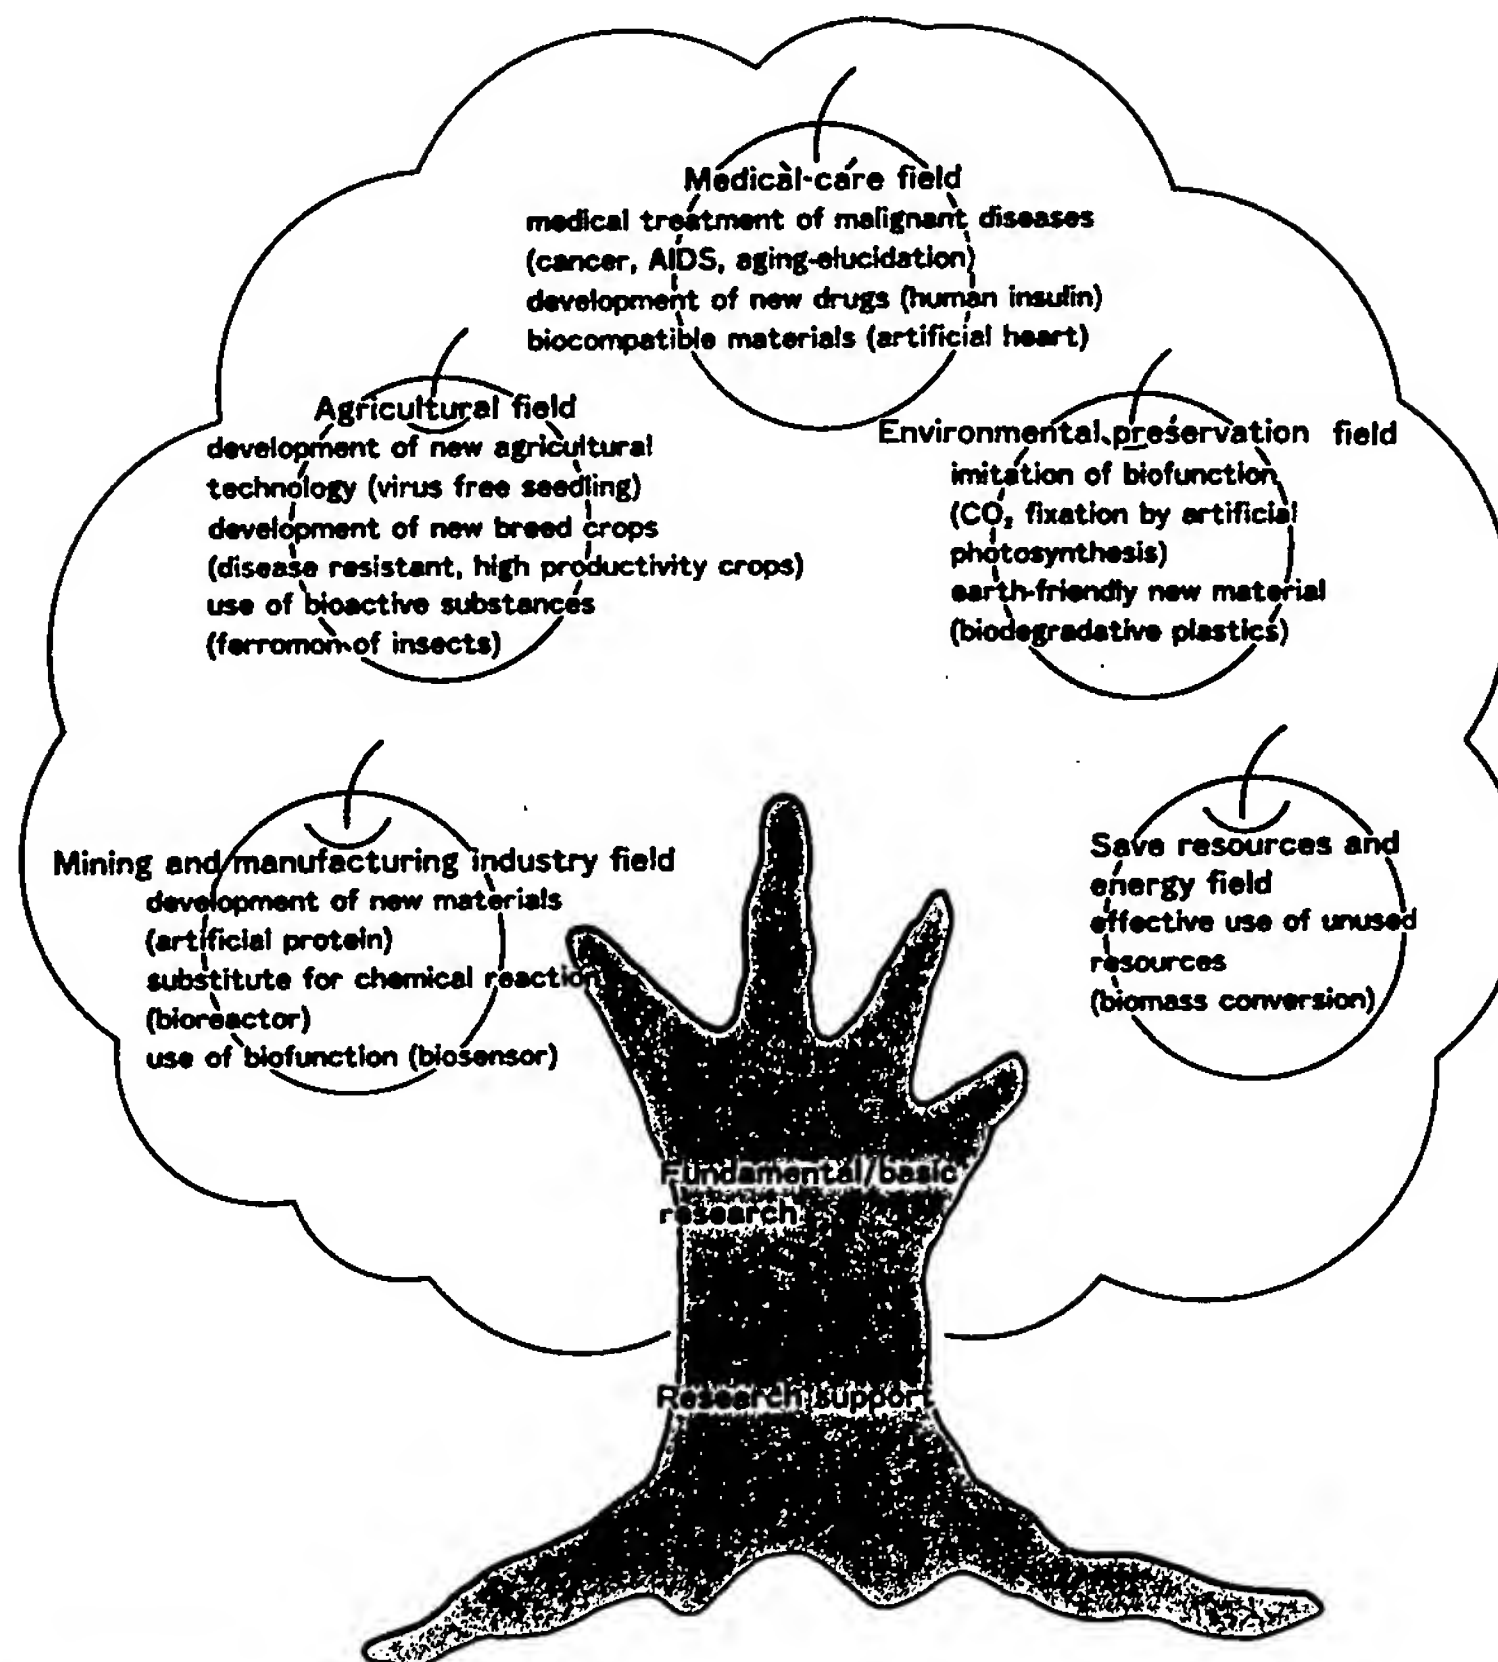 Medical-care field
medical treatment of malignant diseases
(cancer, AIDS, aging-elucidation)
development of new drugs (human insulin)
biocompatible materials (artificial heart)
Agricultural field
development of new agricultural
technology (virus free seedling)
development of new breed crops
(disease resistant, high productivity crops)
use of bioactive substances
(ferromon of insects)
Environmental preservation field
imitation of biofunction
(CO₂ fixation by artificial
photosynthesis)
earth-friendly new material
(biodegradative plastics)
Mining and manufacturing industry field
development of new materials
(artificial protein)
substitute for chemical reaction
(bioreactor)
use of biofunction (biosensor)
Save resources and
energy field
effective use of unused
resources
(biomass conversion)
Fundamental/basic
research
Research support